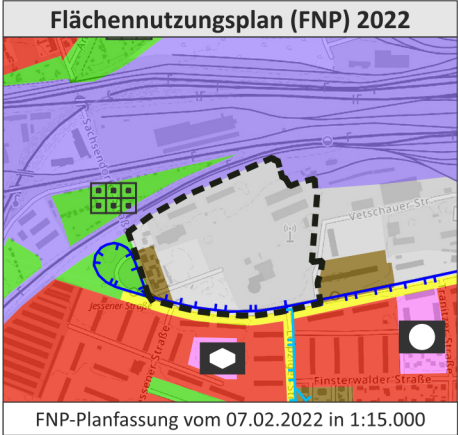 Flächennutzungsplan (FNP) 2022
Vetschauer Str.
Jessener Straße
Finsterwalder Straße
FNP-Planfassung vom 07.02.2022 in 1:15.000